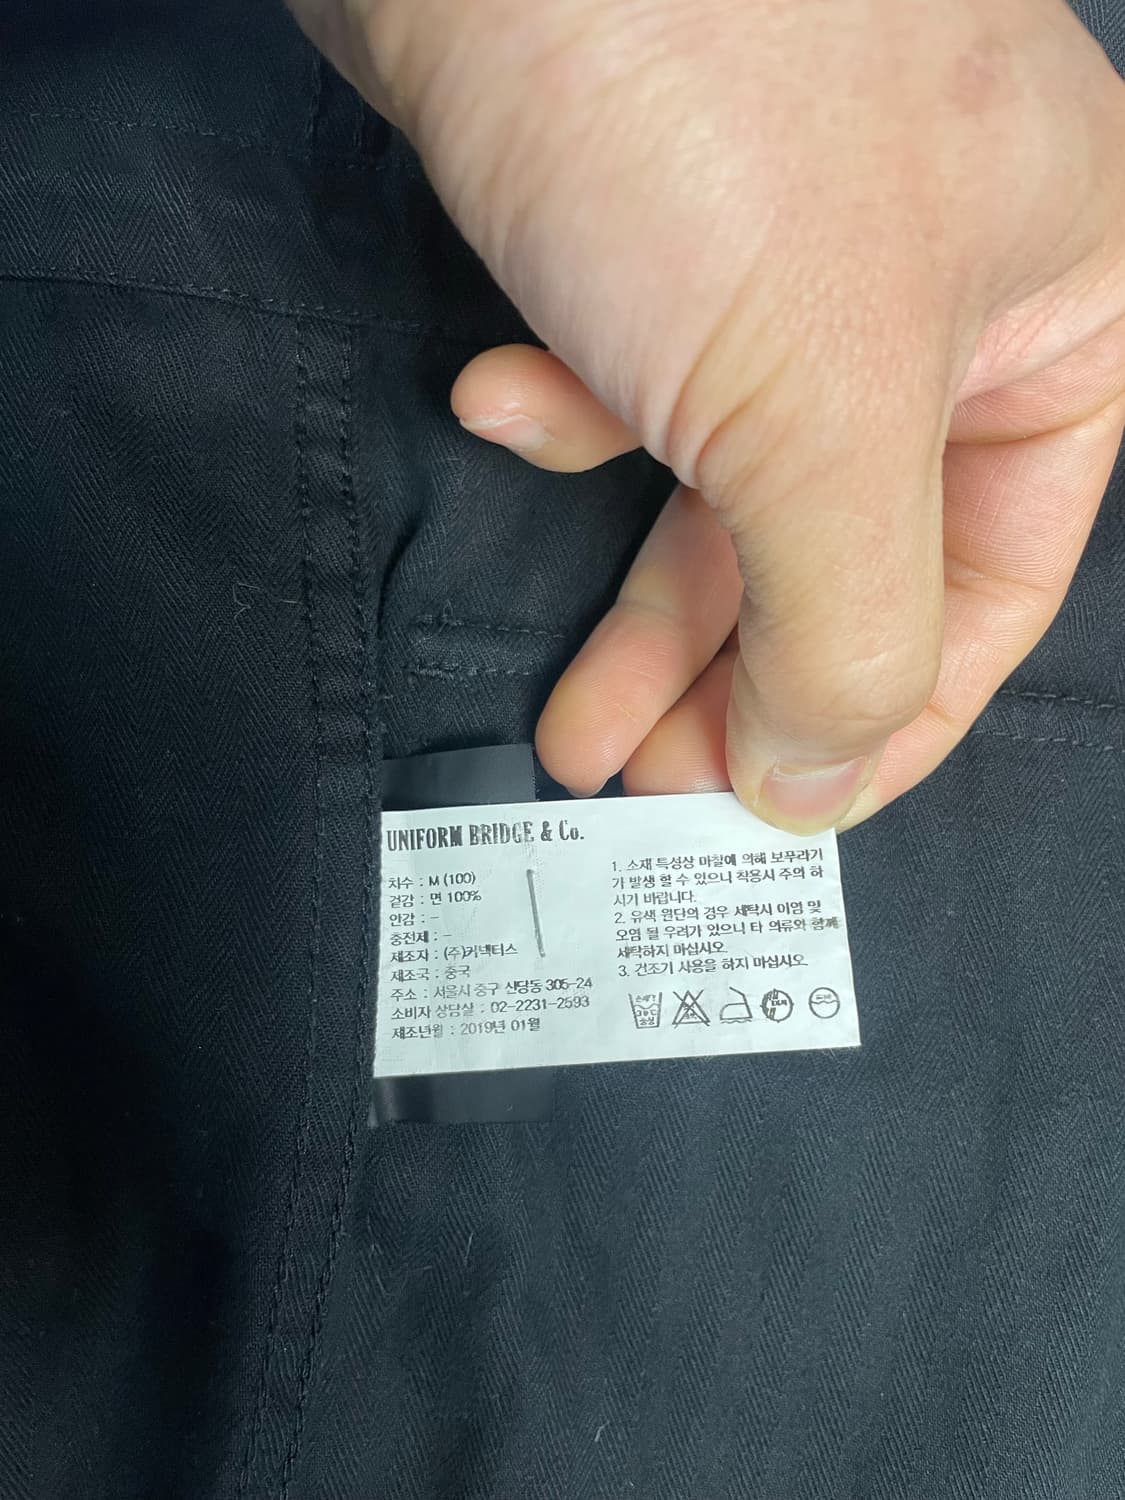 UNIFORM BRIDGE & Co.
치수 : M (100)
겉감 : 면 100%
안감 : -
충전제 : -
제조자 : (주)커넥터스
제조국 : 중국
주소 : 서울시 중구 신당동 305-24
소비자 상담실 : 02-2231-2593
제조년월 : 2019년 01월
1. 소재 특성상 마찰에 의해 보푸라기
가 발생 할 수 있으니 착용시 주의 하
시기 바랍니다.
2. 유색 원단의 경우 세탁시 이염 및
오염 될 우려가 있으니 타 의류와 함께
세탁하지 마십시오
3. 건조기 사용을 하지 마십시오